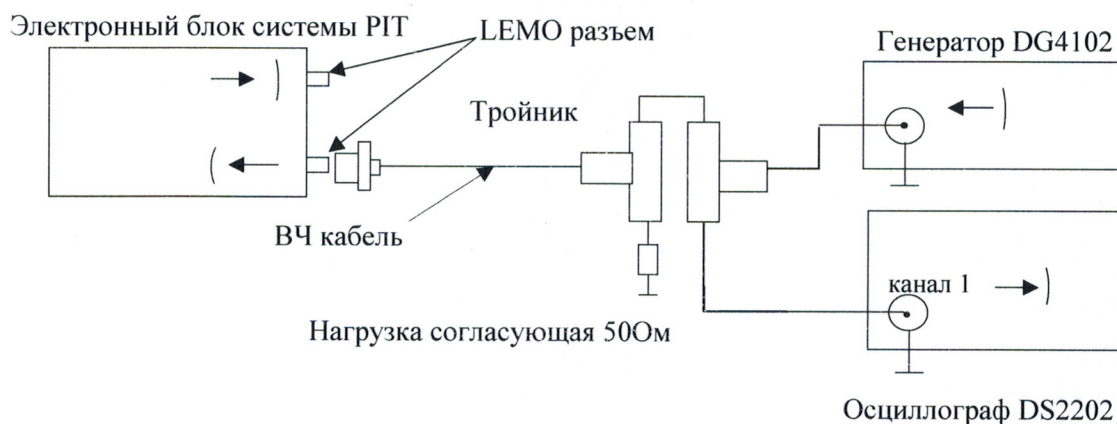 Электронный блок системы PIT
LEMO разъем
Генератор DG4102
Тройник
ВЧ кабель
канал 1
Нагрузка согласующая 50Ом
Осциллограф DS2202